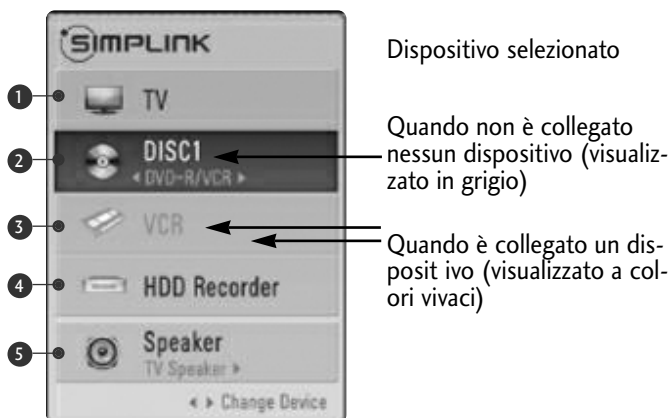 SIMPLINK
Dispositivo selezionato
1 TV
2 DISC1
◂ DVD-R/VCR ▸
Quando non è collegato
nessun dispositivo (visualiz-
zato in grigio)
3 VCR
Quando è collegato un dis-
posit ivo (visualizzato a col-
ori vivaci)
4 HDD Recorder
5 Speaker
TV Speaker ▸
◂ ▸ Change Device